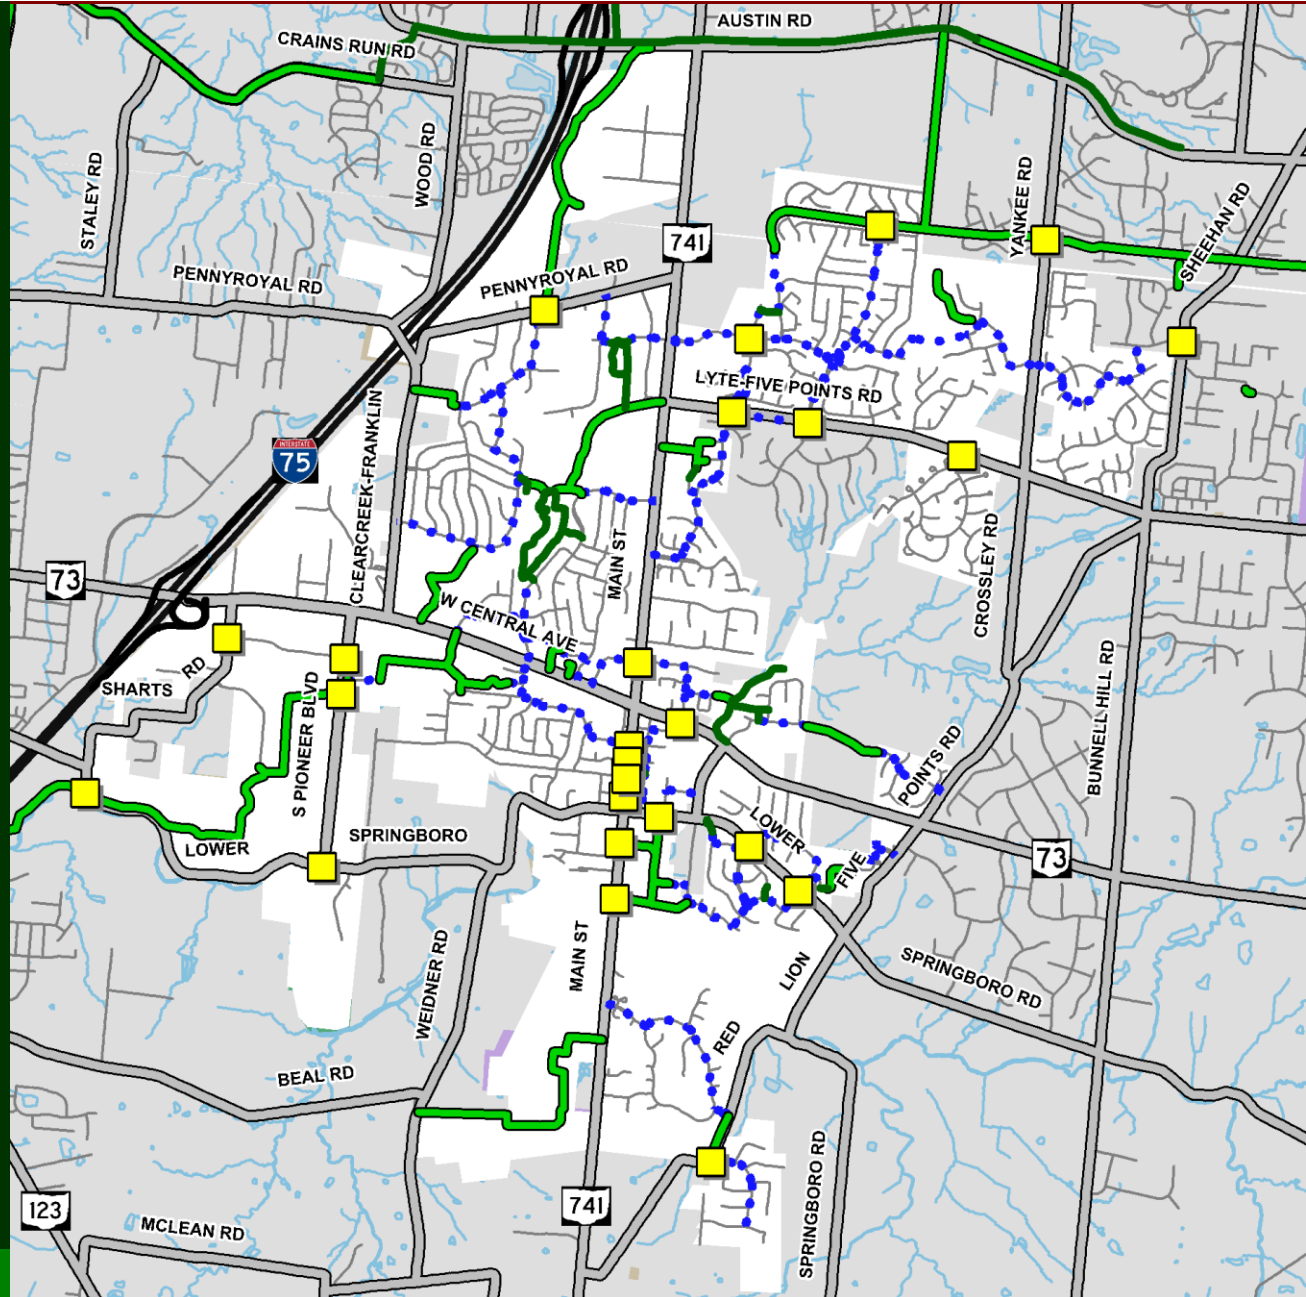 AUSTIN RD
CRAINS RUN RD
STALEY RD
WOOD RD
YANKEE RD
SHEEHAN RD
741
PENNYROYAL RD
PENNYROYAL RD
LYTE-FIVE POINTS RD
INTERSTATE
75
CLEARCREEK-FRANKLIN
MAIN ST
CROSSLEY RD
73
W CENTRAL AVE
SHARTS RD
S PIONEER BLVD
BUNNELL HILL RD
POINTS RD
LOWER
SPRINGBORO
LOWER
FIVE
73
WEIDNER RD
MAIN ST
LION
SPRINGBORO RD
RED
BEAL RD
SPRINGBORO RD
123
MCLEAN RD
741